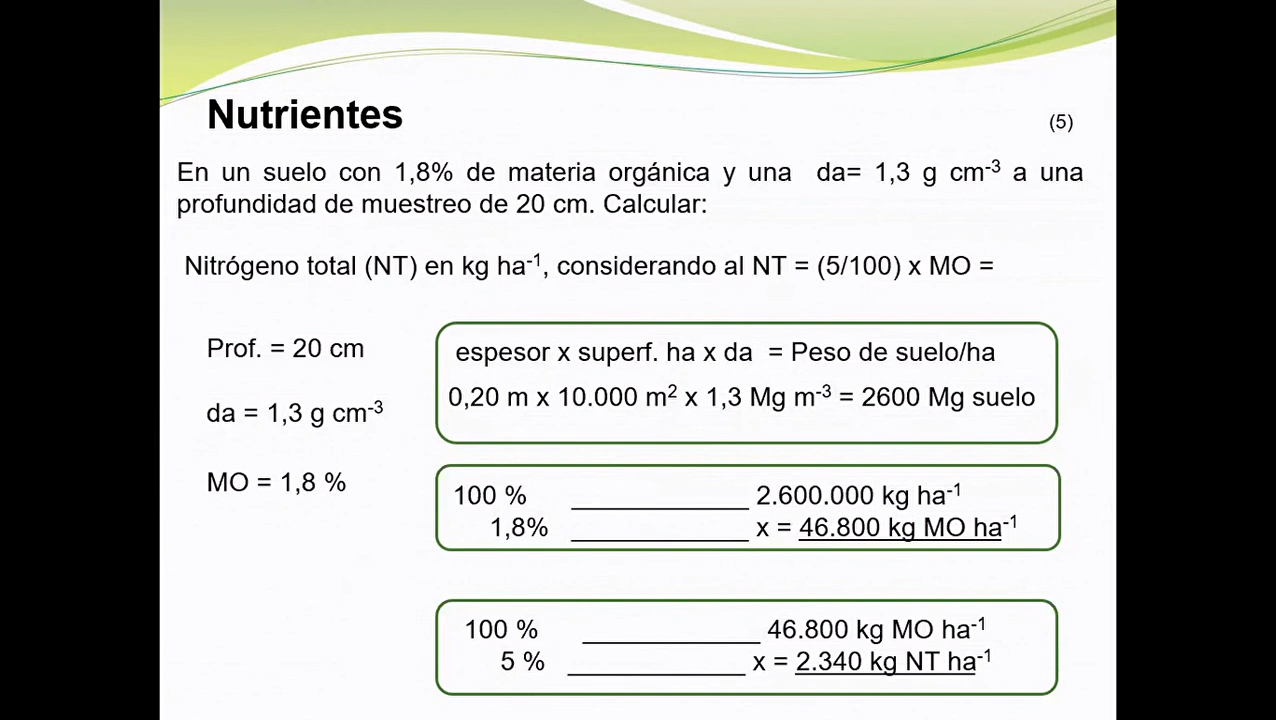 Nutrientes
(5)
En un suelo con 1,8% de materia orgánica y una da= 1,3 g cm⁻³ a una
profundidad de muestreo de 20 cm. Calcular:
Nitrógeno total (NT) en kg ha⁻¹, considerando al NT = (5/100) x MO =
Prof. = 20 cm
da = 1,3 g cm⁻³
MO = 1,8 %
espesor x superf. ha x da = Peso de suelo/ha
0,20 m x 10.000 m² x 1,3 Mg m⁻³ = 2600 Mg suelo
100 % _____________ 2.600.000 kg ha⁻¹
1,8% _____________ x = 46.800 kg MO ha⁻¹
100 % _____________ 46.800 kg MO ha⁻¹
5 % _____________ x = 2.340 kg NT ha⁻¹